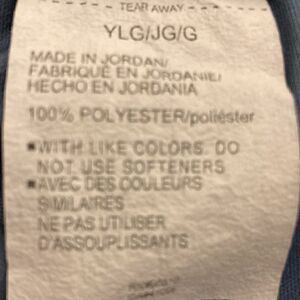 TEAR AWAY
YLG/JG/G
MADE IN JORDAN/
FABRIQUÉ EN JORDANIE/
HECHO EN JORDANIA
100% POLYESTER/poliéster
■WITH LIKE COLORS. DO
NOT USE SOFTENERS
■AVEC DES COULEURS
SIMILAIRES
NE PAS UTILISER
D'ASSOUPLISSANTS